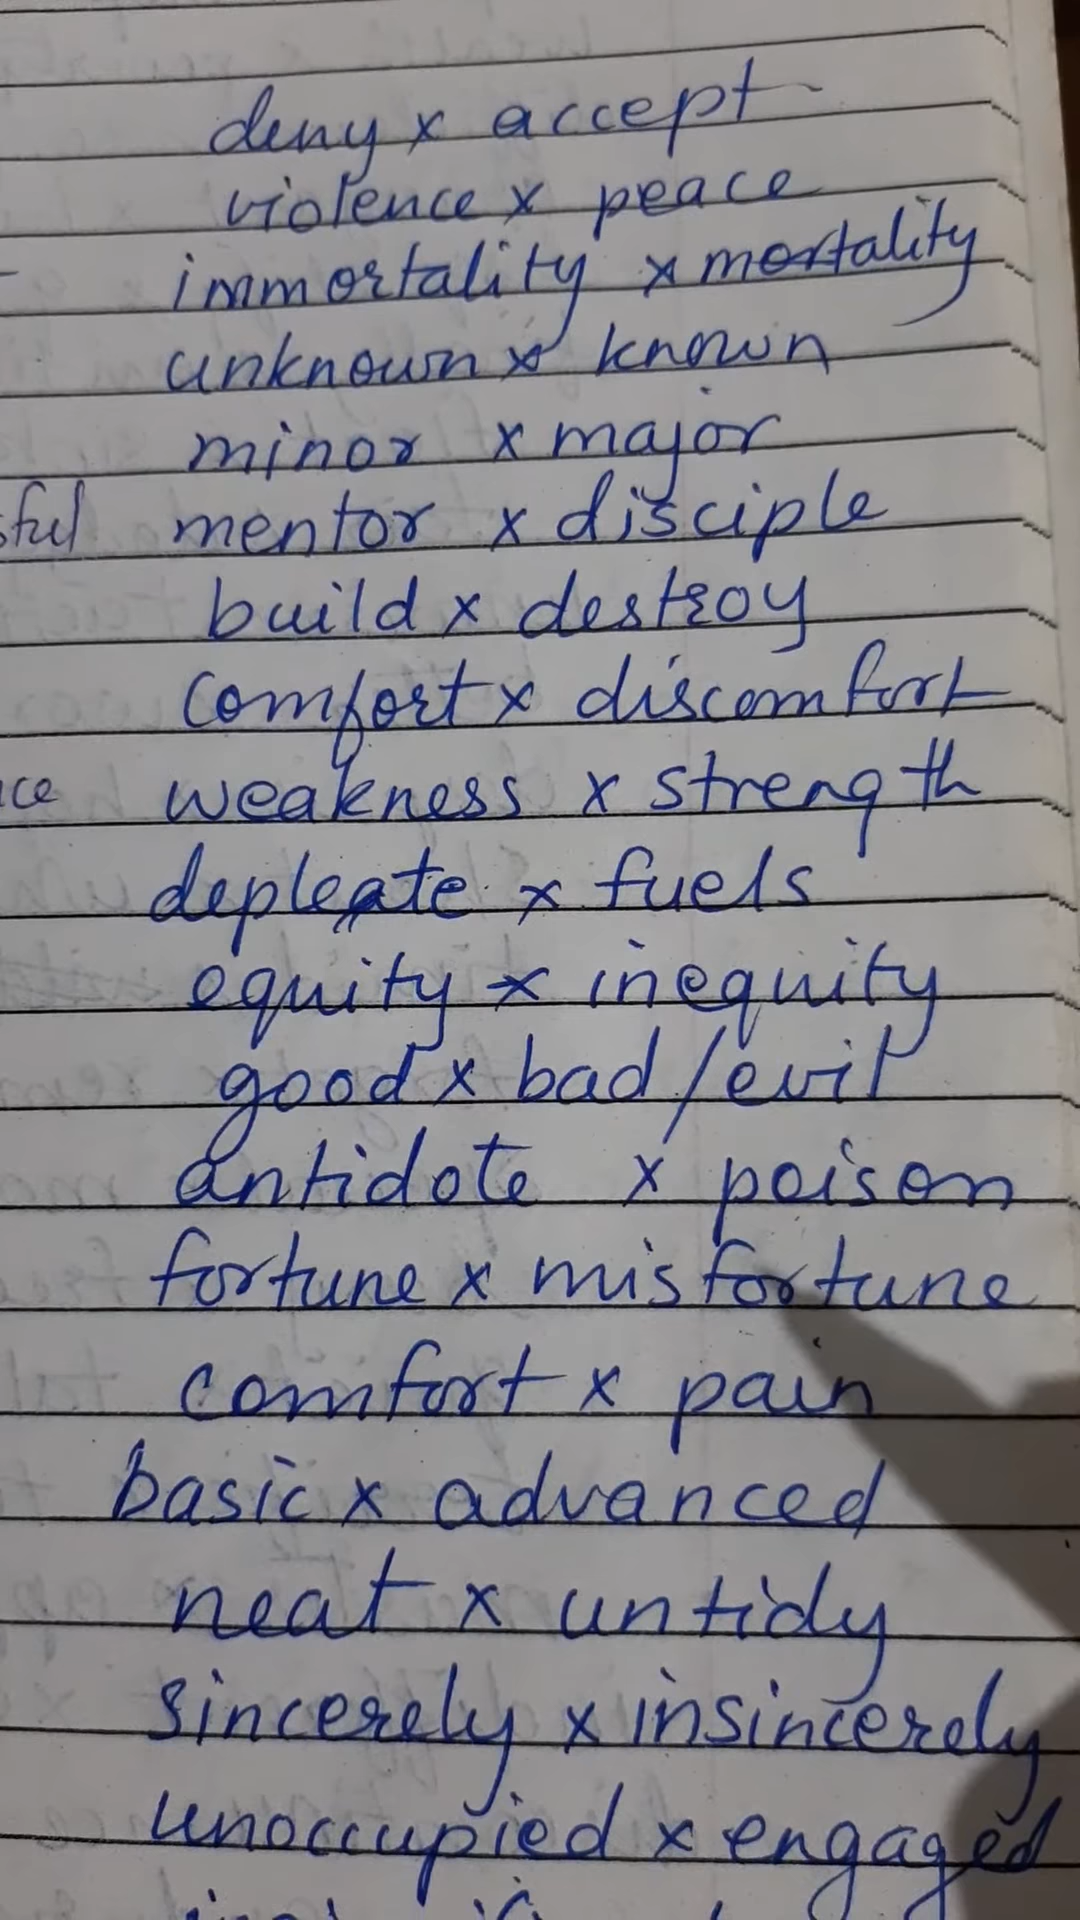 deny x accept
violence x peace
immortality x mortality
unknown x known
minor x major
sful mentor x disciple
build x destroy
comfort x discomfort
ice weakness x strength
depleate x fuels
equity x inequity
good x bad/evil
antidote x poison
fortune x misfortune
comfort x pain
basic x advanced
neat x untidy
sincerely x insincerely
unoccupied x engaged